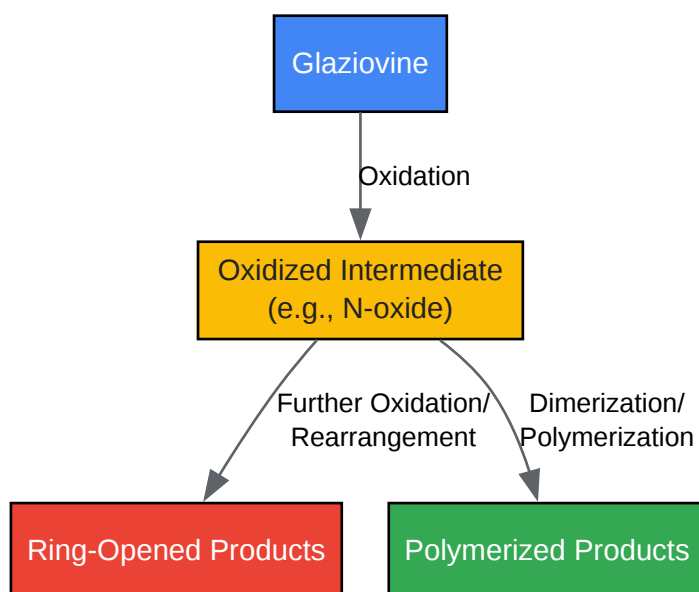 Glaziovine
Oxidation
Oxidized Intermediate
(e.g., N-oxide)
Further Oxidation/
Rearrangement
Dimerization/
Polymerization
Ring-Opened Products
Polymerized Products